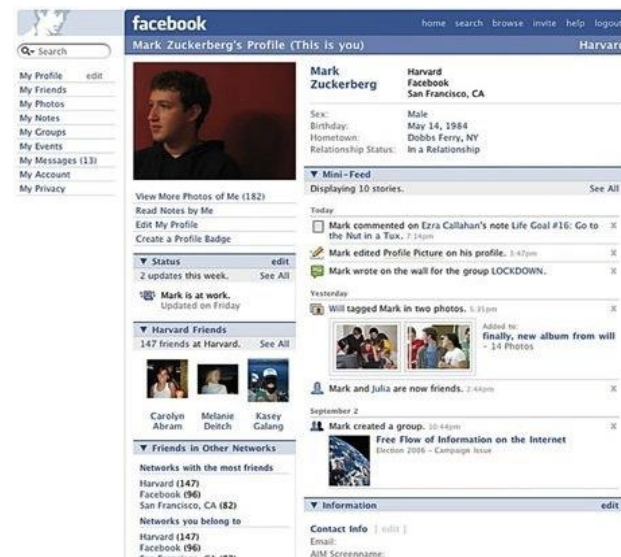 facebook
home search browse invite help logout
Search
Mark Zuckerberg's Profile (This is you)
Harvard
My Profile edit
My Friends
My Photos
My Notes
My Groups
My Events
My Messages (13)
My Account
My Privacy
View More Photos of Me (182)
Read Notes by Me
Edit My Profile
Create a Profile Badge
▼ Status edit
2 updates this week. See All
Mark is at work.
Updated on Friday
▼ Harvard Friends
147 friends at Harvard. See All
Carolyn Abram
Melanie Deitch
Kasey Galang
▼ Friends in Other Networks
Networks with the most friends
Harvard (147)
Facebook (96)
San Francisco, CA (82)
Networks you belong to
Harvard (147)
Facebook (96)
San Francisco, CA (82)
Mark Zuckerberg
Harvard
Facebook
San Francisco, CA
Sex: Male
Birthday: May 14, 1984
Hometown: Dobbs Ferry, NY
Relationship Status: In a Relationship
▼ Mini-Feed
Displaying 10 stories. See All
Today
Mark commented on Ezra Callahan's note Life Goal #16: Go to
the Nut in a Tux. 7:14pm
Mark edited Profile Picture on his profile. 3:47pm
Mark wrote on the wall for the group LOCKDOWN.
Yesterday
Will tagged Mark in two photos. 5:35pm
Added to:
finally, new album from will
- 14 Photos
Mark and Julia are now friends. 2:44pm
September 2
Mark created a group. 10:44pm
Free Flow of Information on the Internet
Election 2006 - Campaign Issue
▼ Information edit
Contact Info [ edit ]
Email:
AIM Screenname: